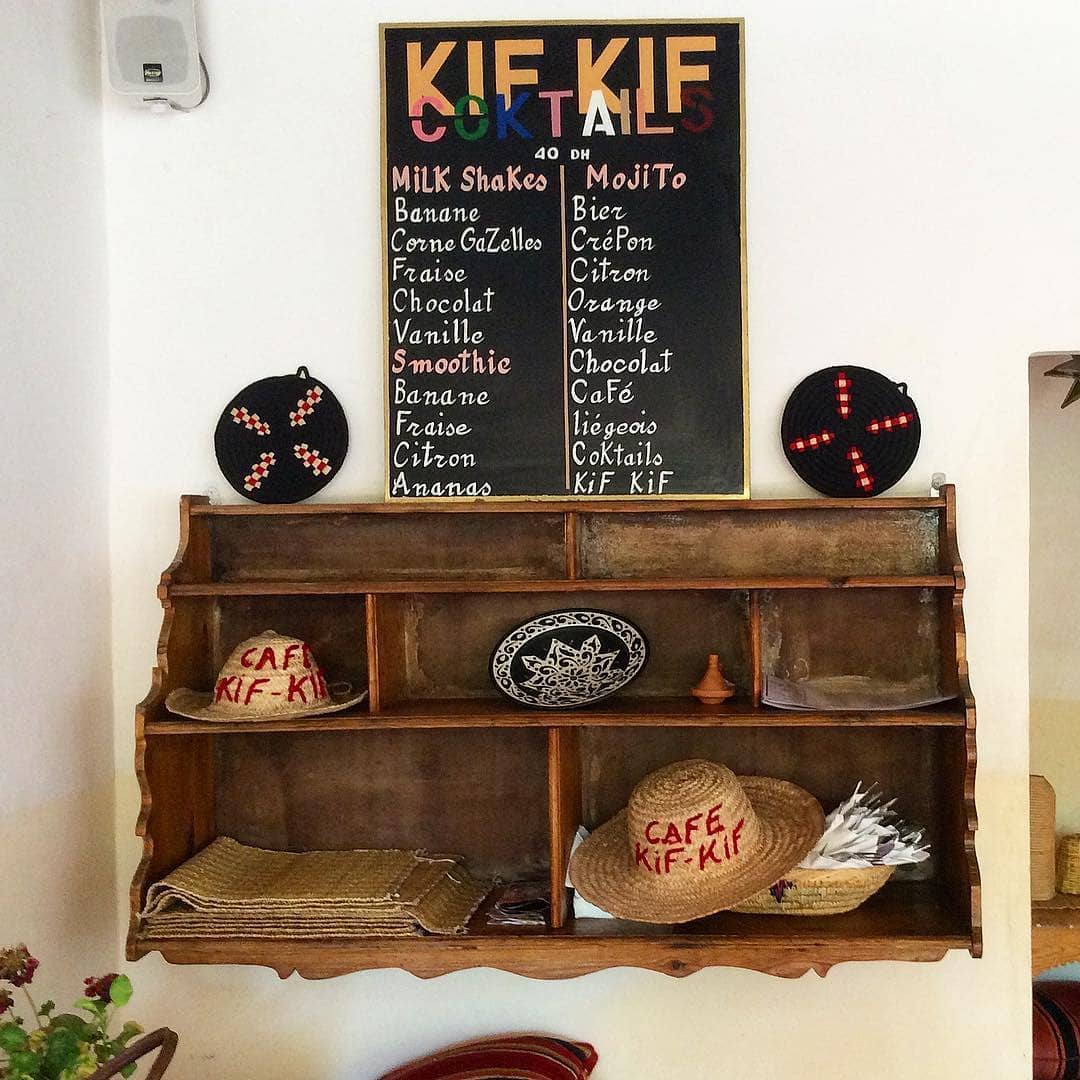 KIF KIF
COKTAILS
40 DH
MiLK ShaKes
Banane
Corne GaZelles
Fraise
Chocolat
Vanille
Smoothie
Banane
Fraise
Citron
Ananas
MojiTo
Bier
CréPon
Citron
Orange
Vanille
Chocolat
CaFé
liégeois
CoKtails
KiF KiF
CAFE
KiF-KiF
CAFE
KiF-KiF